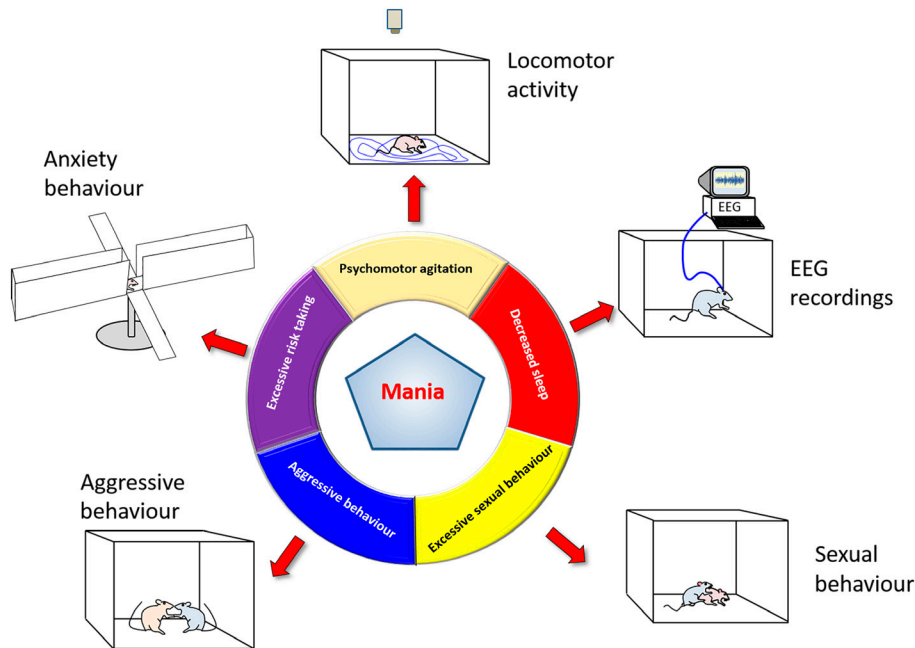 Locomotor
activity
Anxiety
behaviour
EEG
EEG
recordings
Psychomotor agitation
Excessive risk taking
Decreased sleep
Mania
Aggressive behaviour
Excessive sexual behaviour
Aggressive
behaviour
Sexual
behaviour